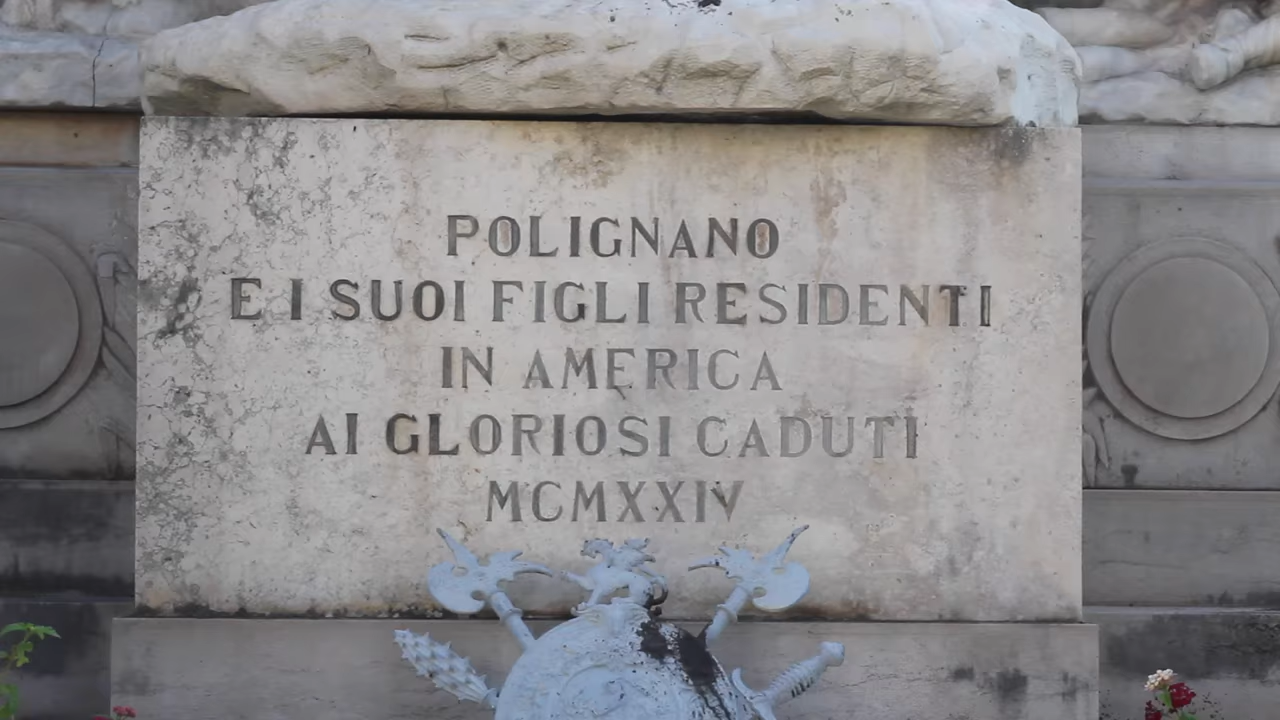 POLIGNANO
E I SUOI FIGLI RESIDENTI
IN AMERICA
AI GLORIOSI CADUTI
MCMXXIV